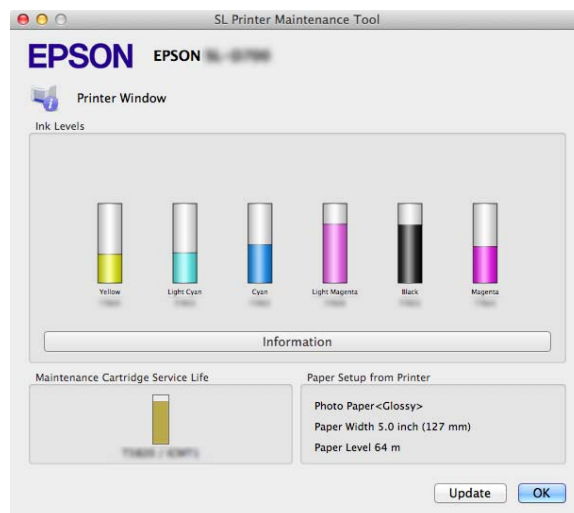 SL Printer Maintenance Tool
EPSON EPSON
Printer Window
Ink Levels
Yellow Light Cyan Cyan Light Magenta Black Magenta
Information
Maintenance Cartridge Service Life Paper Setup from Printer
Photo Paper<Glossy>
Paper Width 5.0 inch (127 mm)
Paper Level 64 m
Update OK